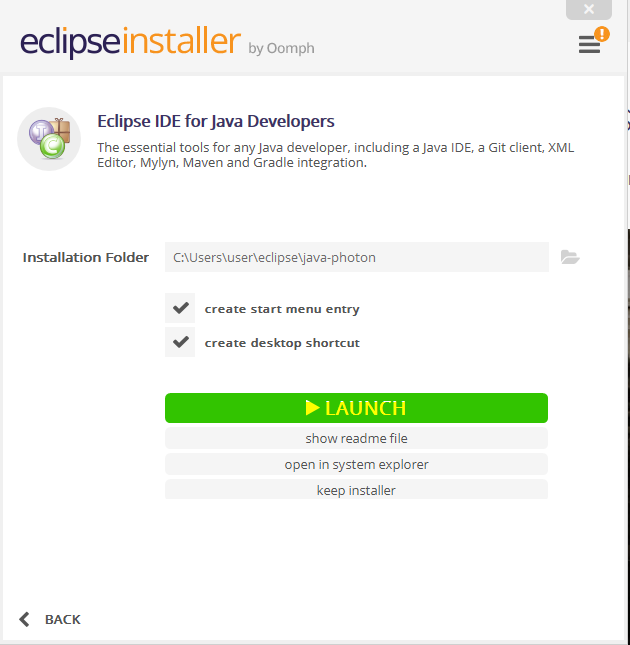 eclipseinstaller by Oomph
Eclipse IDE for Java Developers
The essential tools for any Java developer, including a Java IDE, a Git client, XML
Editor, Mylyn, Maven and Gradle integration.
Installation Folder C:\Users\user\eclipse\java-photon
create start menu entry
create desktop shortcut
LAUNCH
show readme file
open in system explorer
keep installer
BACK